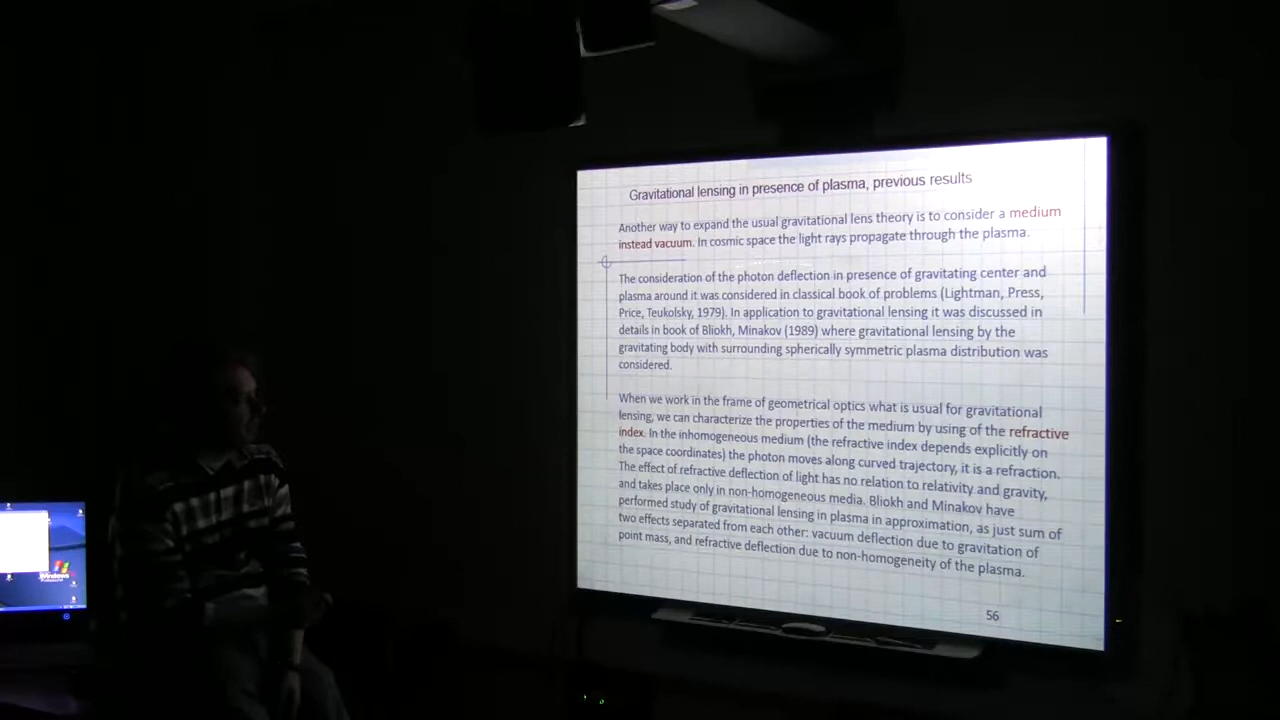 Gravitational lensing in presence of plasma, previous results
Another way to expand the usual gravitational lens theory is to consider a medium
instead vacuum. In cosmic space the light rays propagate through the plasma.
The consideration of the photon deflection in presence of gravitating center and
plasma around it was considered in classical book of problems (Lightman, Press,
Price, Teukolsky, 1979). In application to gravitational lensing it was discussed in
details in book of Bliokh, Minakov (1989) where gravitational lensing by the
gravitating body with surrounding spherically symmetric plasma distribution was
considered.
When we work in the frame of geometrical optics what is usual for gravitational
lensing, we can characterize the properties of the medium by using of the refractive
index. In the inhomogeneous medium (the refractive index depends explicitly on
the space coordinates) the photon moves along curved trajectory, it is a refraction.
The effect of refractive deflection of light has no relation to relativity and gravity,
and takes place only in non-homogeneous media. Bliokh and Minakov have
performed study of gravitational lensing in plasma in approximation, as just sum of
two effects separated from each other: vacuum deflection due to gravitation of
point mass, and refractive deflection due to non-homogeneity of the plasma.
56
Windows